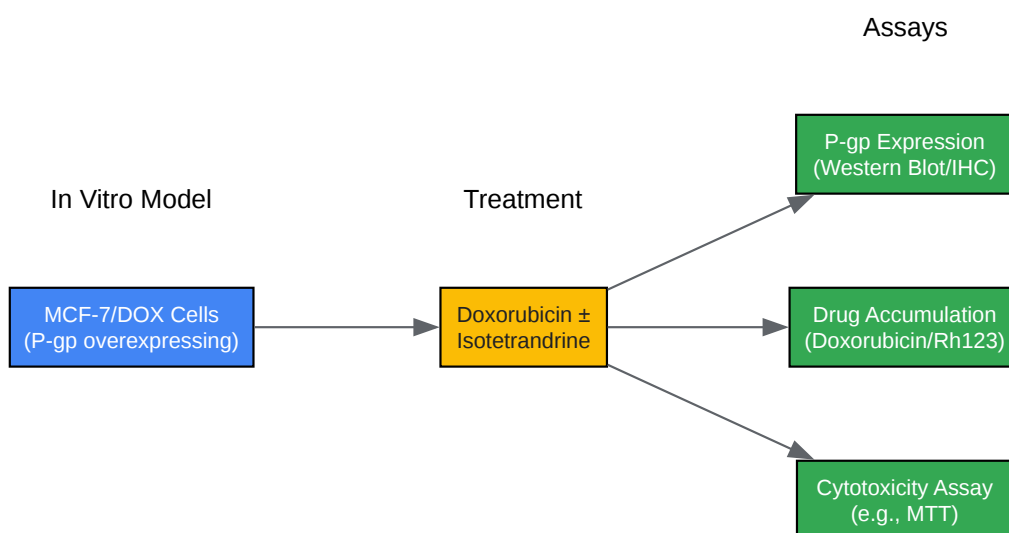 Assays
P-gp Expression
(Western Blot/IHC)
In Vitro Model
Treatment
MCF-7/DOX Cells
(P-gp overexpressing)
Doxorubicin ±
Isotetrandrine
Drug Accumulation
(Doxorubicin/Rh123)
Cytotoxicity Assay
(e.g., MTT)